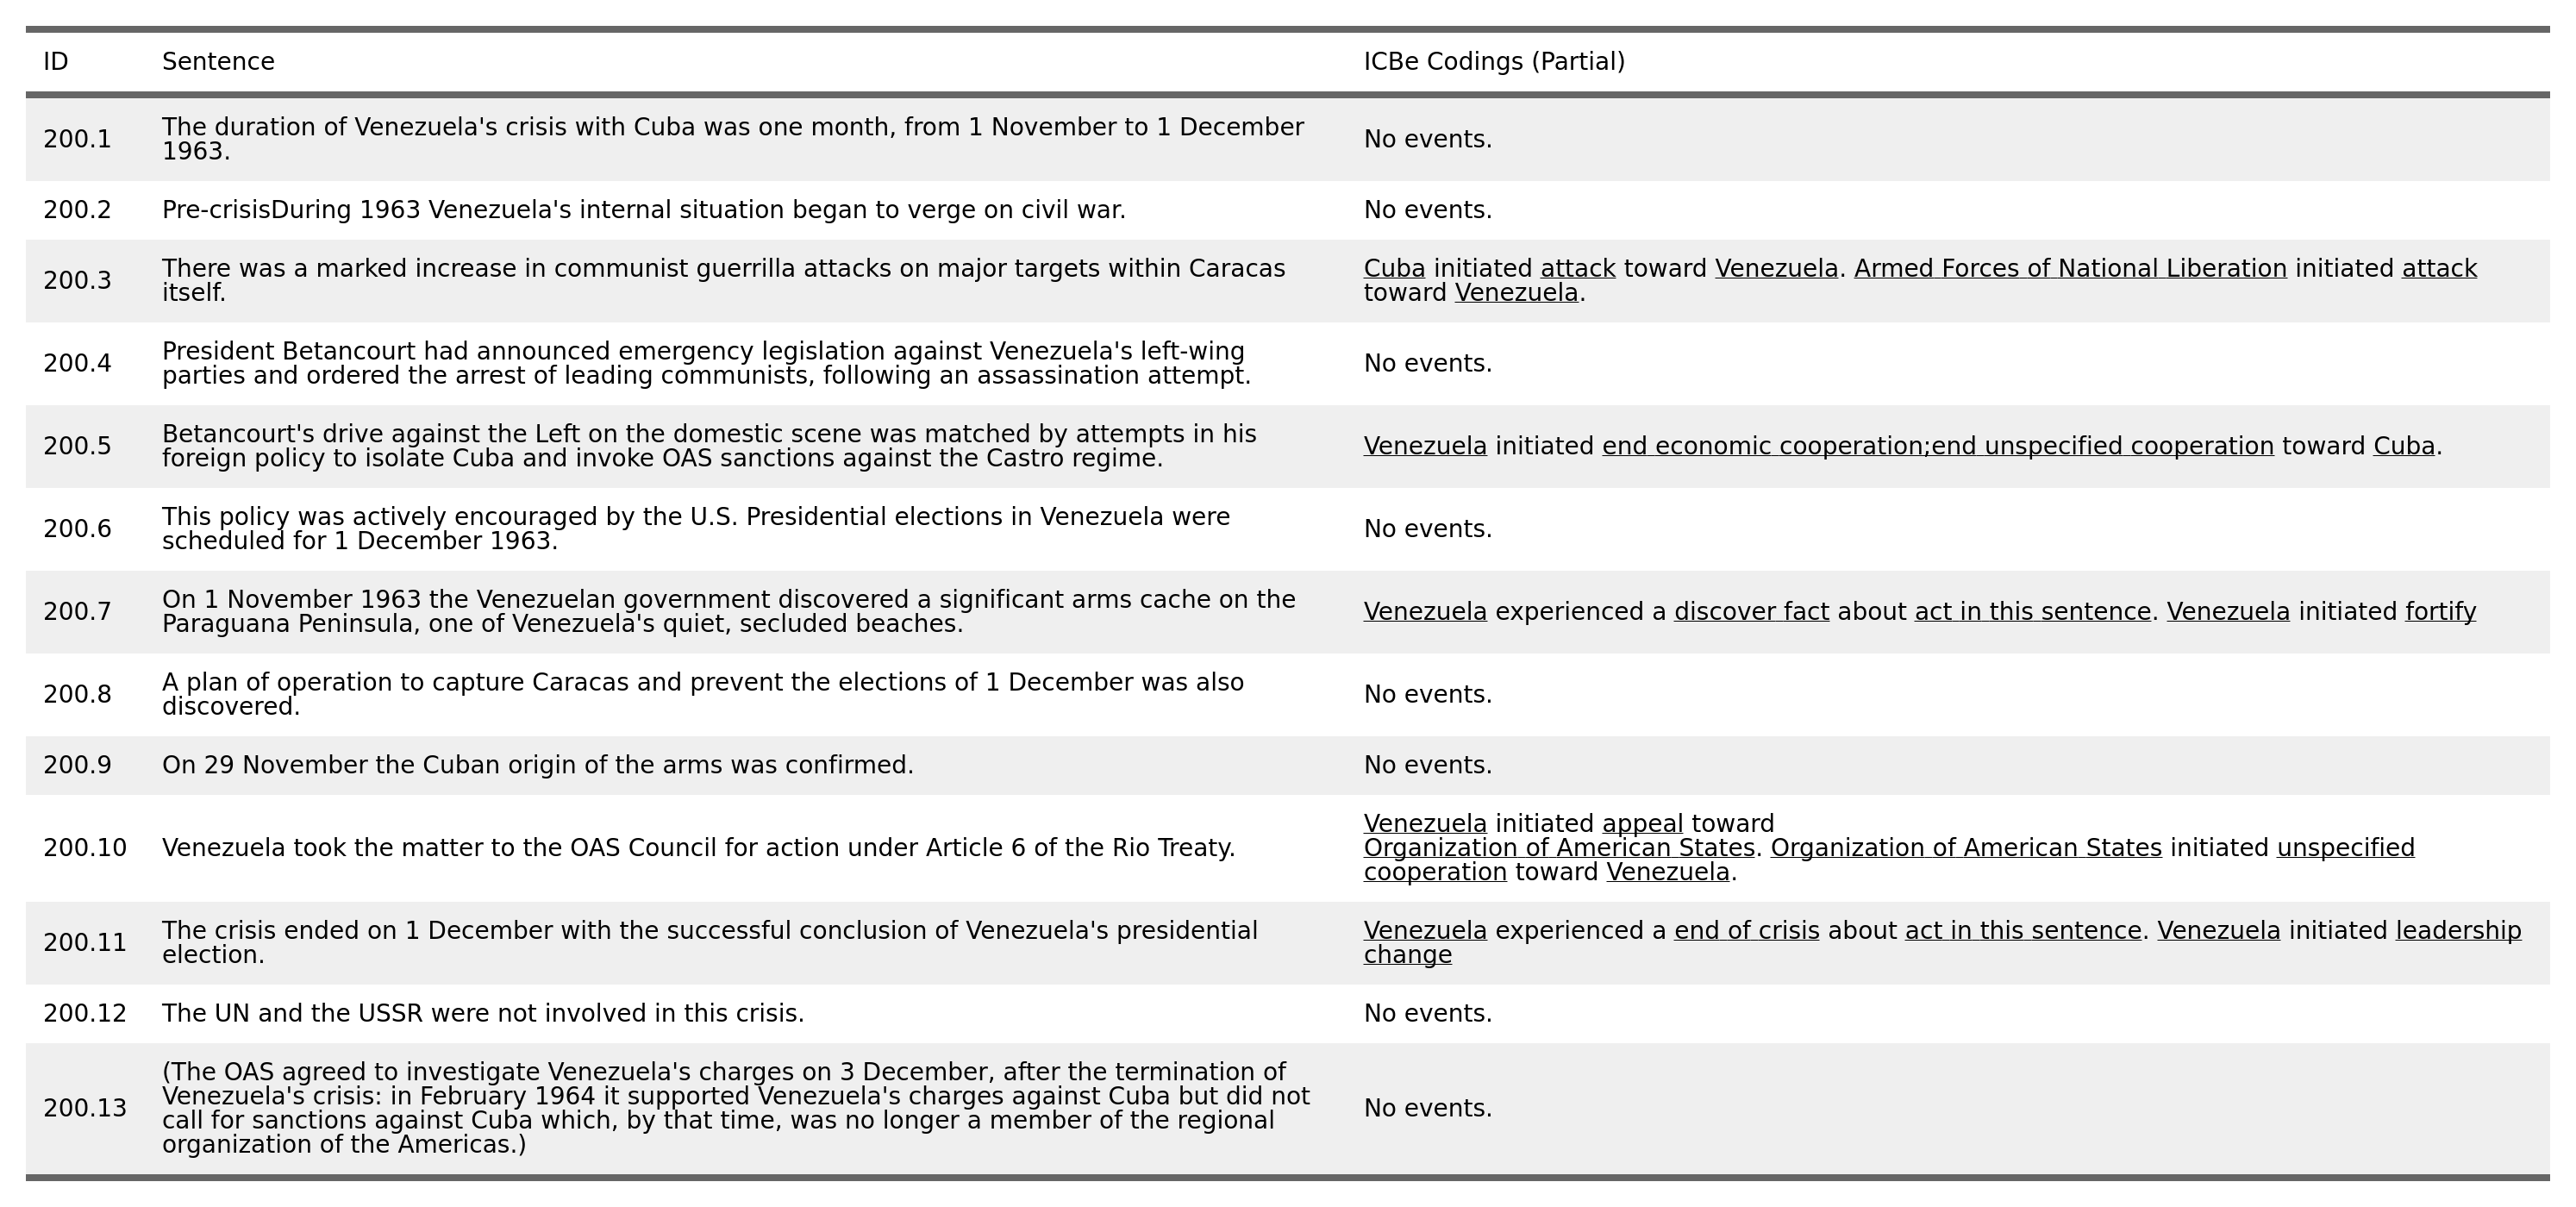 ID Sentence ICBe Codings (Partial)
200.1 The duration of Venezuela's crisis with Cuba was one month, from 1 November to 1 December
1963. No events.
200.2 Pre-crisisDuring 1963 Venezuela's internal situation began to verge on civil war. No events.
200.3 There was a marked increase in communist guerrilla attacks on major targets within Caracas
itself. Cuba initiated attack toward Venezuela. Armed Forces of National Liberation initiated attack
toward Venezuela.
200.4 President Betancourt had announced emergency legislation against Venezuela's left-wing
parties and ordered the arrest of leading communists, following an assassination attempt. No events.
200.5 Betancourt's drive against the Left on the domestic scene was matched by attempts in his
foreign policy to isolate Cuba and invoke OAS sanctions against the Castro regime. Venezuela initiated end economic cooperation;end unspecified cooperation toward Cuba.
200.6 This policy was actively encouraged by the U.S. Presidential elections in Venezuela were
scheduled for 1 December 1963. No events.
200.7 On 1 November 1963 the Venezuelan government discovered a significant arms cache on the
Paraguana Peninsula, one of Venezuela's quiet, secluded beaches. Venezuela experienced a discover fact about act in this sentence. Venezuela initiated fortify
200.8 A plan of operation to capture Caracas and prevent the elections of 1 December was also
discovered. No events.
200.9 On 29 November the Cuban origin of the arms was confirmed. No events.
200.10 Venezuela took the matter to the OAS Council for action under Article 6 of the Rio Treaty. Venezuela initiated appeal toward
Organization of American States. Organization of American States initiated unspecified
cooperation toward Venezuela.
200.11 The crisis ended on 1 December with the successful conclusion of Venezuela's presidential
election. Venezuela experienced a end of crisis about act in this sentence. Venezuela initiated leadership
change
200.12 The UN and the USSR were not involved in this crisis. No events.
200.13 (The OAS agreed to investigate Venezuela's charges on 3 December, after the termination of
Venezuela's crisis: in February 1964 it supported Venezuela's charges against Cuba but did not
call for sanctions against Cuba which, by that time, was no longer a member of the regional
organization of the Americas.) No events.